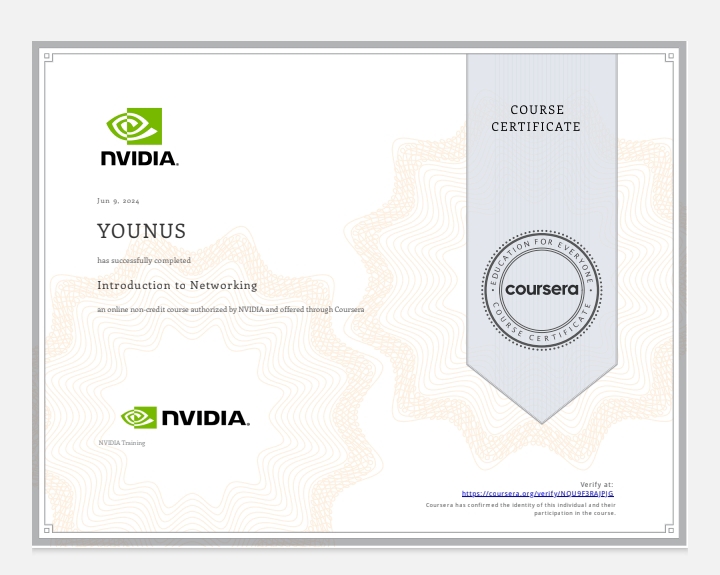 NVIDIA.
COURSE
CERTIFICATE
Jun 9, 2024
YOUNUS
has successfully completed
Introduction to Networking
an online non-credit course authorized by NVIDIA and offered through Coursera
EDUCATION FOR EVERYONE
coursera
COURSE CERTIFICATE
NVIDIA.
NVIDIA Training
Verify at:
https://coursera.org/verify/NQU9F3RAJPJG
Coursera has confirmed the identity of this individual and their
participation in the course.